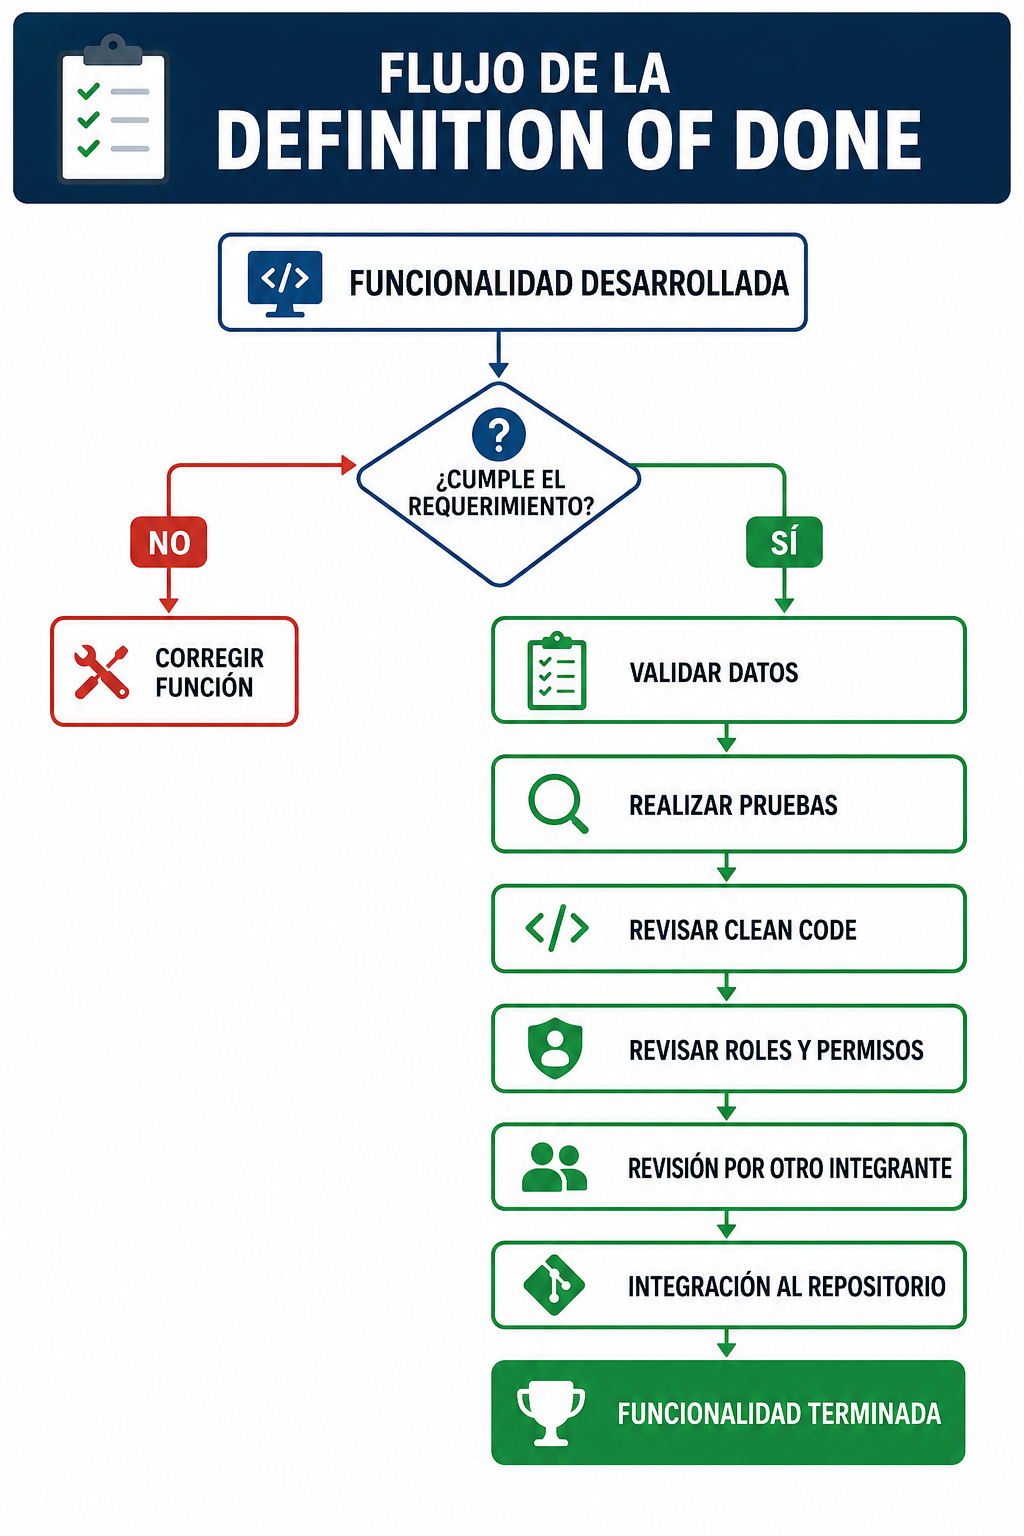 FLUJO DE LA
DEFINITION OF DONE
</>
FUNCIONALIDAD DESARROLLADA
?
¿CUMPLE EL
REQUERIMIENTO?
NO
SÍ
CORREGIR
FUNCIÓN
VALIDAR DATOS
REALIZAR PRUEBAS
</>
REVISAR CLEAN CODE
REVISAR ROLES Y PERMISOS
REVISIÓN POR OTRO INTEGRANTE
INTEGRACIÓN AL REPOSITORIO
FUNCIONALIDAD TERMINADA